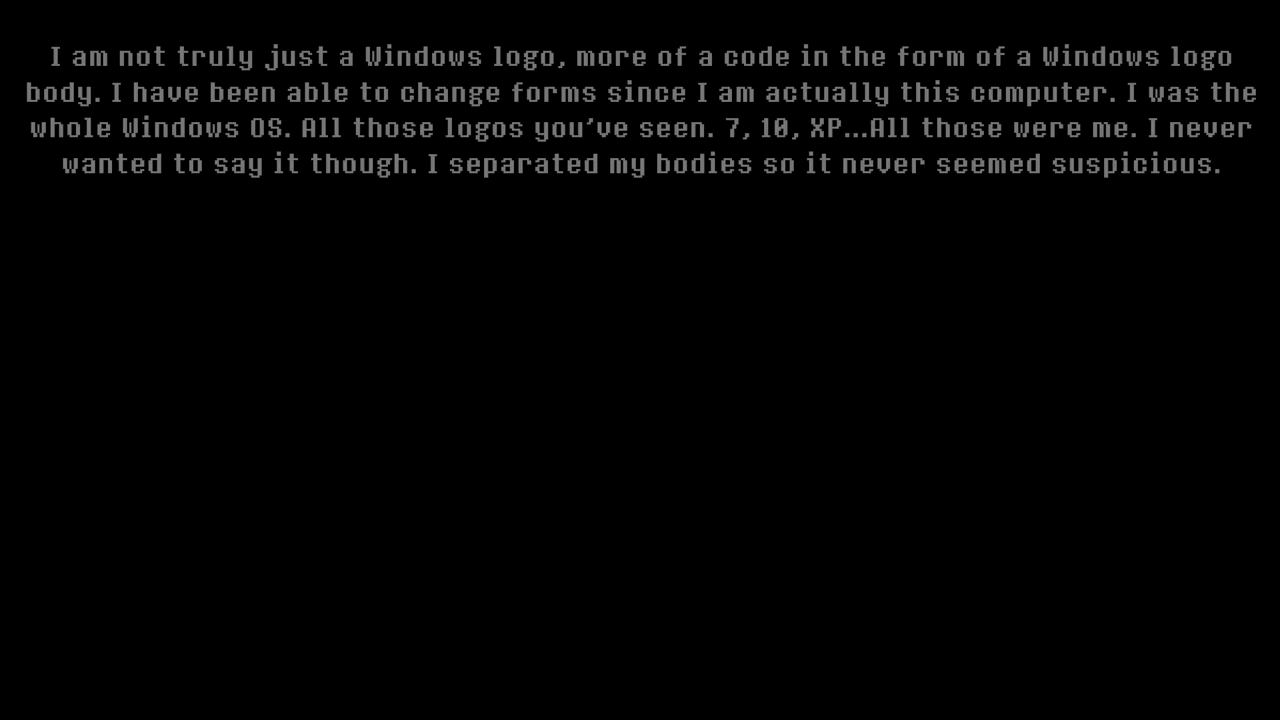 I am not truly just a Windows logo, more of a code in the form of a Windows logo
body. I have been able to change forms since I am actually this computer. I was the
whole Windows OS. All those logos you've seen. 7, 10, XP...All those were me. I never
wanted to say it though. I separated my bodies so it never seemed suspicious.